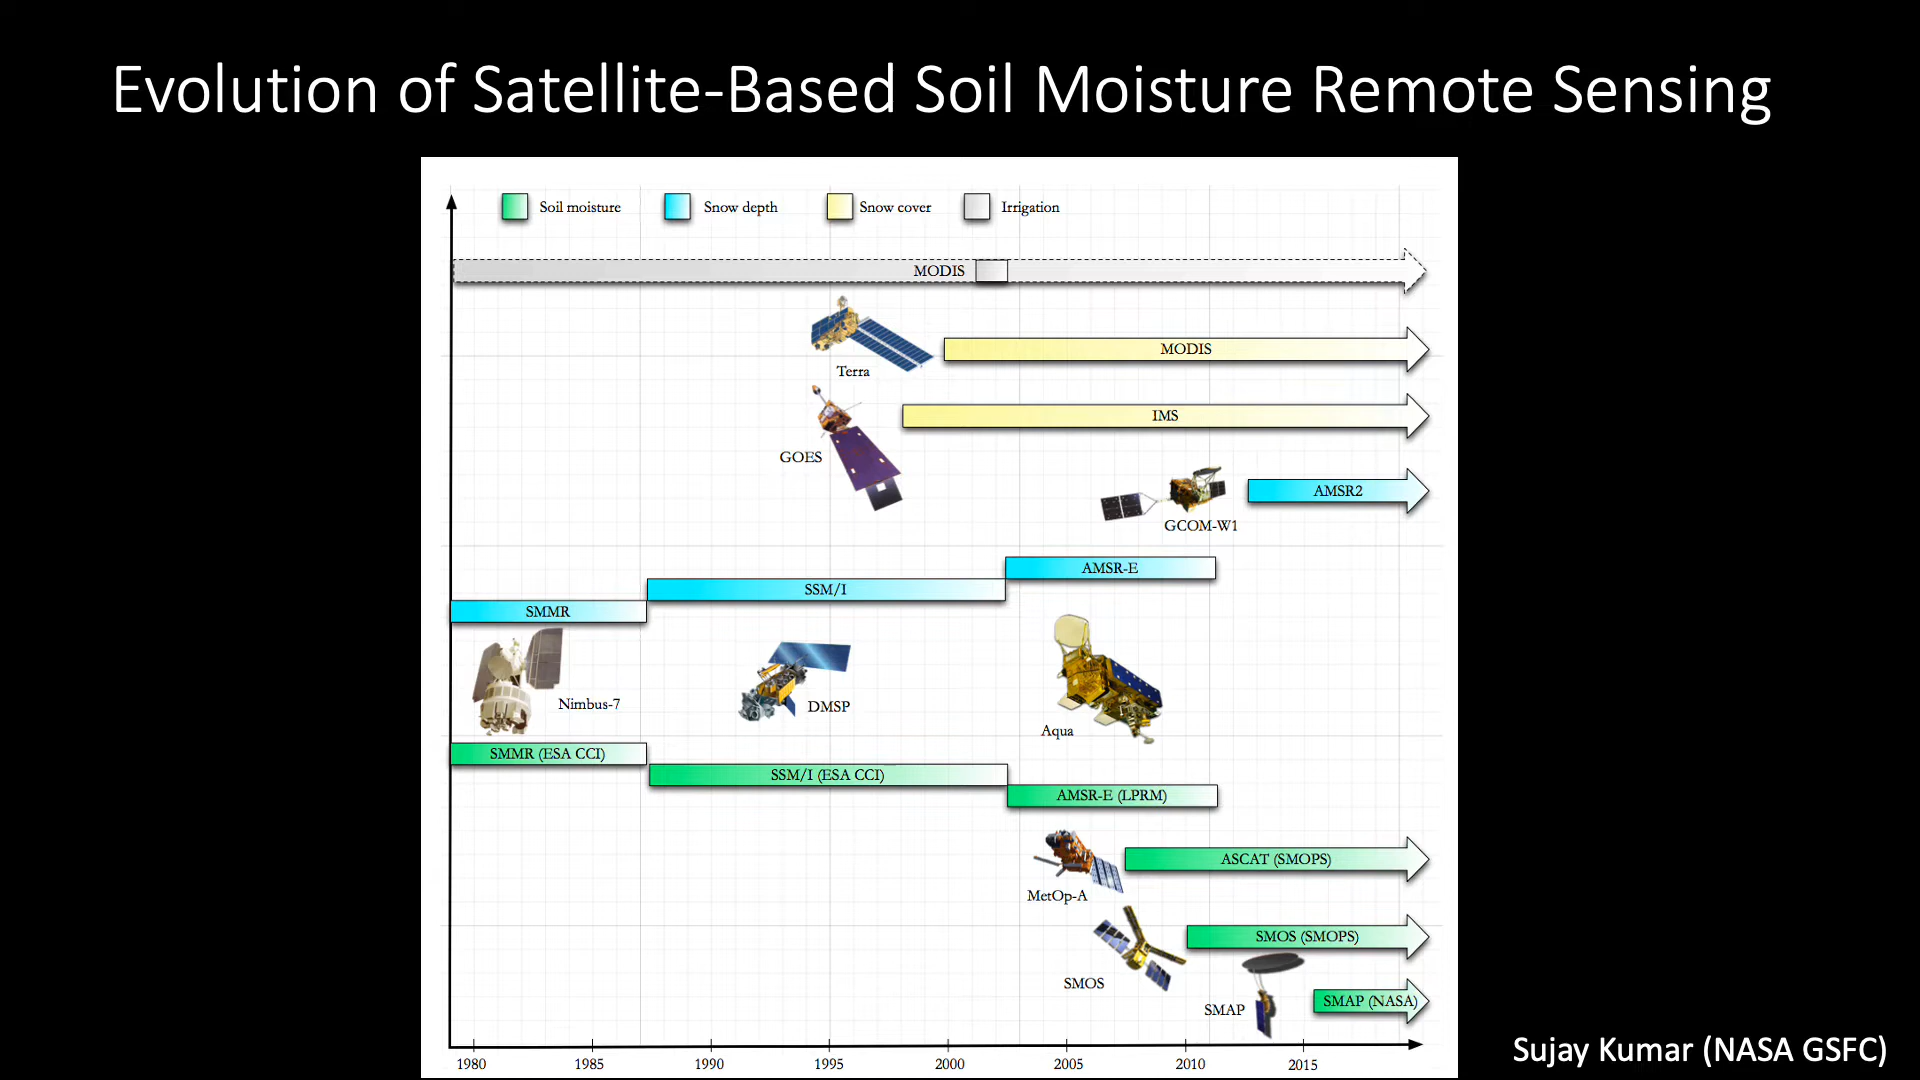 Evolution of Satellite-Based Soil Moisture Remote Sensing
Soil moisture
Snow depth
Snow cover
Irrigation
MODIS
Terra
MODIS
GOES
IMS
GCOM-W1
AMSR2
AMSR-E
SSM/I
SMMR
Nimbus-7
DMSP
Aqua
SMMR (ESA CCI)
SSM/I (ESA CCI)
AMSR-E (LPRM)
MetOp-A
ASCAT (SMOPS)
SMOS
SMOS (SMOPS)
SMAP
SMAP (NASA)
1980 1985 1990 1995 2000 2005 2010 2015
Sujay Kumar (NASA GSFC)